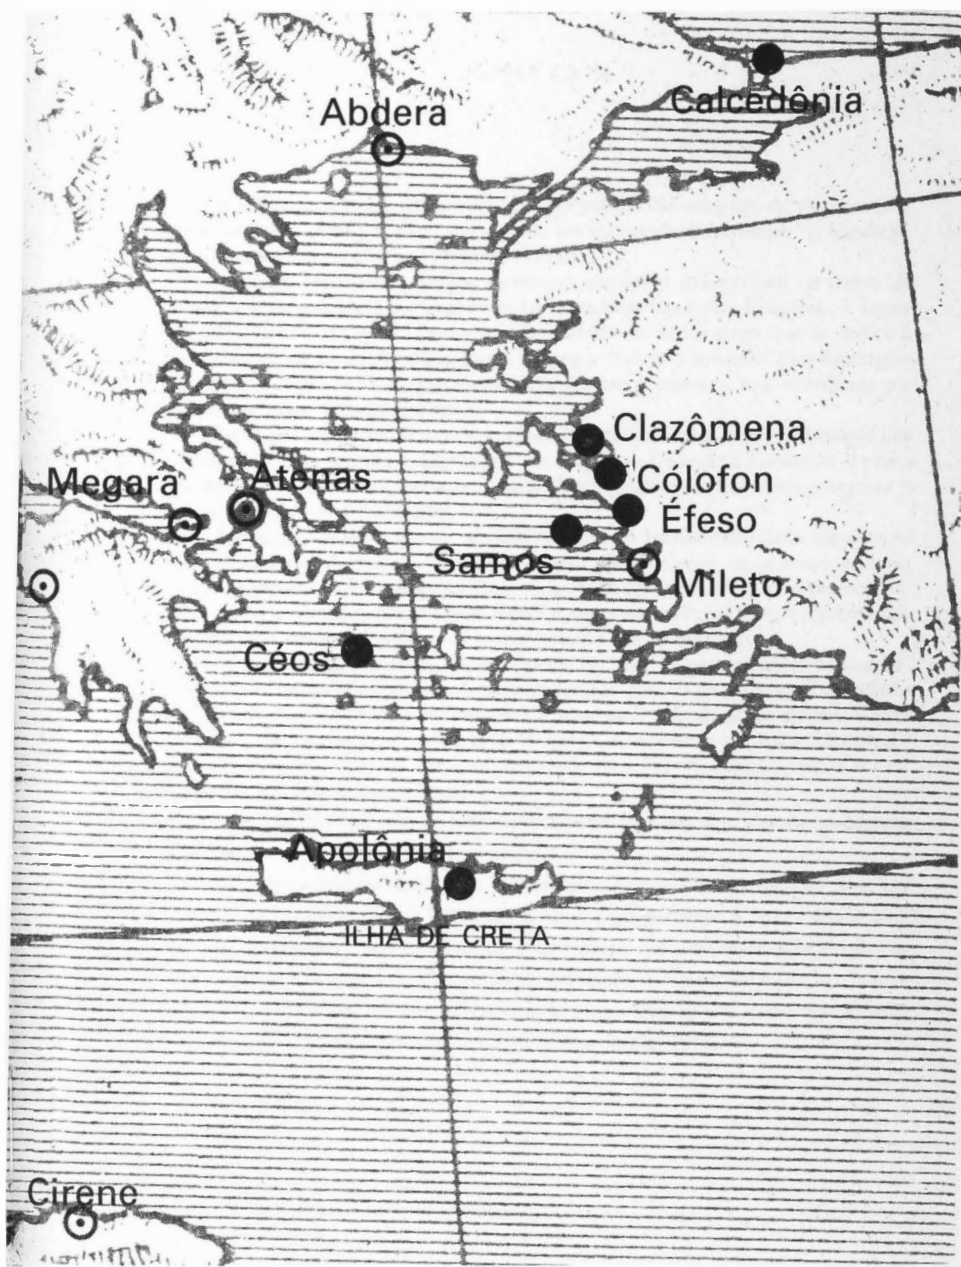 Calcedônia
Abdera
Clazômena
Megara
Atenas
Cólofon
Éfeso
Samos
Mileto
Céos
Apolônia
ILHA DE CRETA
Cirene